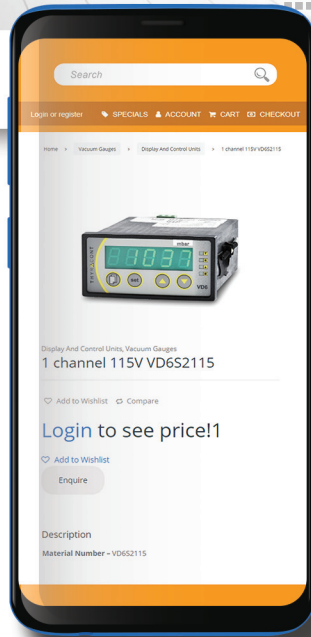 Search
Login or register SPECIALS ACCOUNT CART CHECKOUT
Home > Vacuum Gauges > Display And Control Units > 1 channel 115V VD6S2115
mbar
1037
THYRACONT
set
VD6
Display And Control Units, Vacuum Gauges
1 channel 115V VD6S2115
Add to Wishlist Compare
Login to see price!1
Add to Wishlist
Enquire
Description
Material Number – VD6S2115